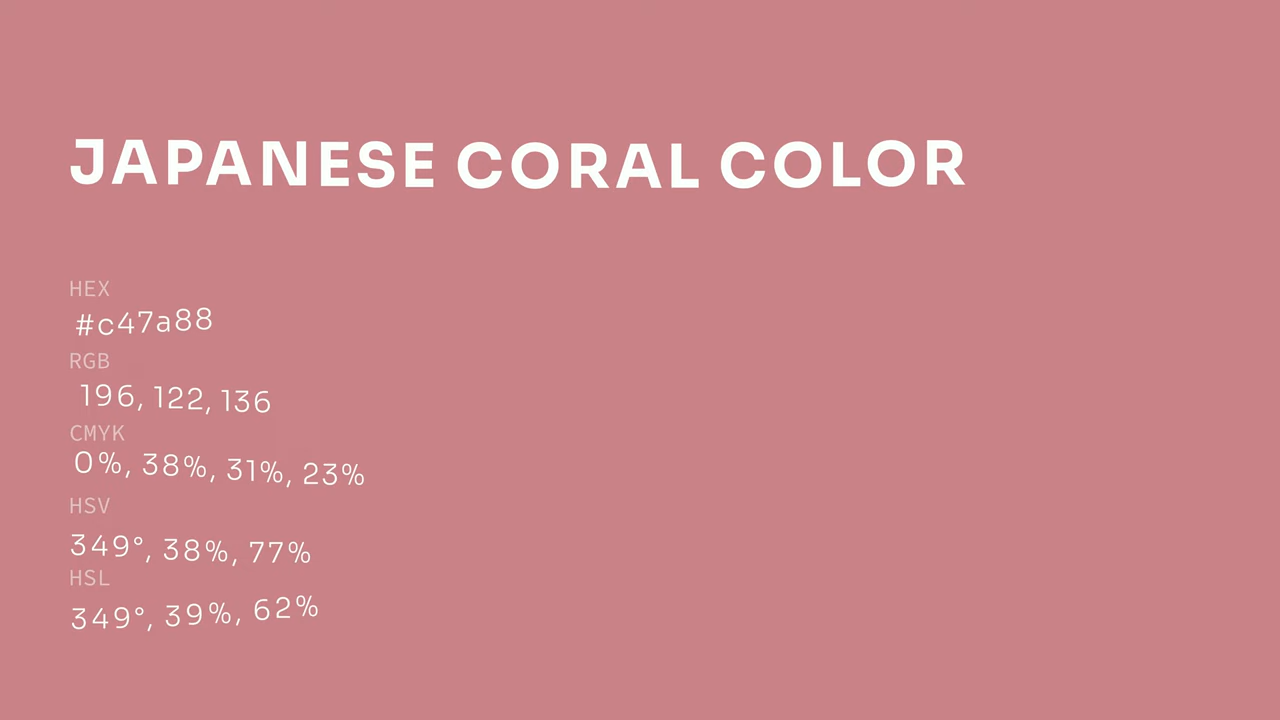 JAPANESE CORAL COLOR
HEX
#c47a88
RGB
196, 122, 136
CMYK
0%, 38%, 31%, 23%
HSV
349°, 38%, 77%
HSL
349°, 39%, 62%